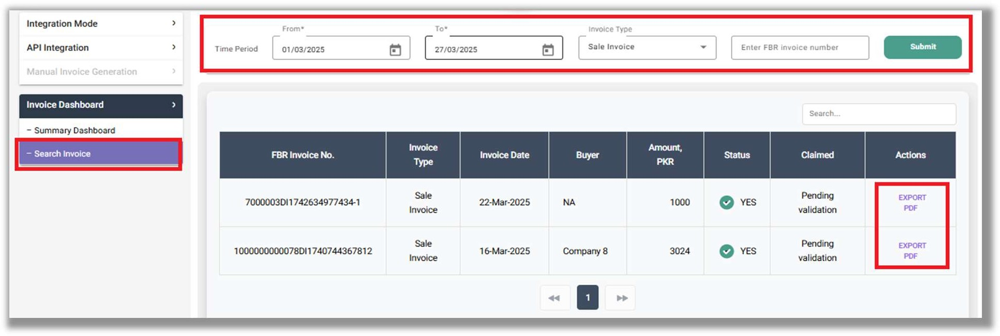 Integration Mode
API Integration
Manual Invoice Generation
Invoice Dashboard
– Summary Dashboard
– Search Invoice
Time Period
From*
01/03/2025
To*
27/03/2025
Invoice Type
Sale Invoice
Enter FBR invoice number
Submit
Search...
FBR Invoice No.
Invoice
Type
Invoice Date
Buyer
Amount,
PKR
Status
Claimed
Actions
7000003DI1742634977434-1
Sale
Invoice
22-Mar-2025
NA
1000
YES
Pending
validation
EXPORT
PDF
1000000000078DI1740744367812
Sale
Invoice
16-Mar-2025
Company 8
3024
YES
Pending
validation
EXPORT
PDF
1